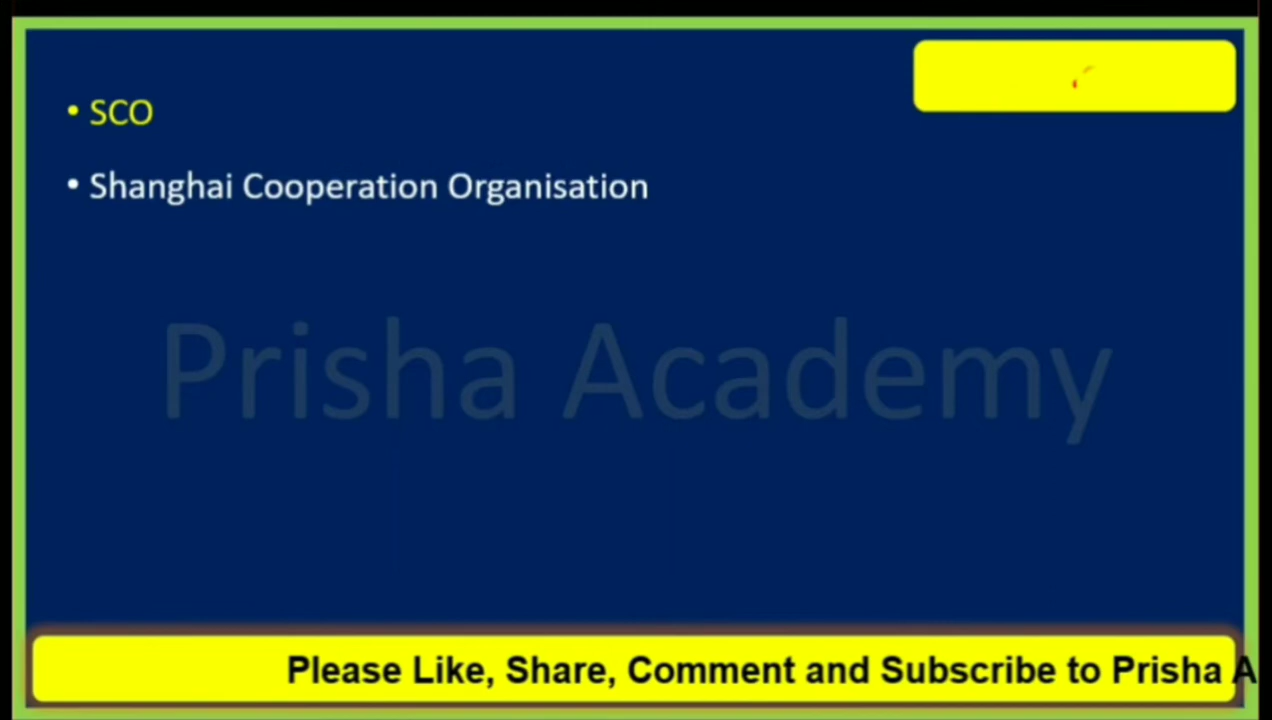 • SCO
• Shanghai Cooperation Organisation
Prisha Academy
Please Like, Share, Comment and Subscribe to Prisha A